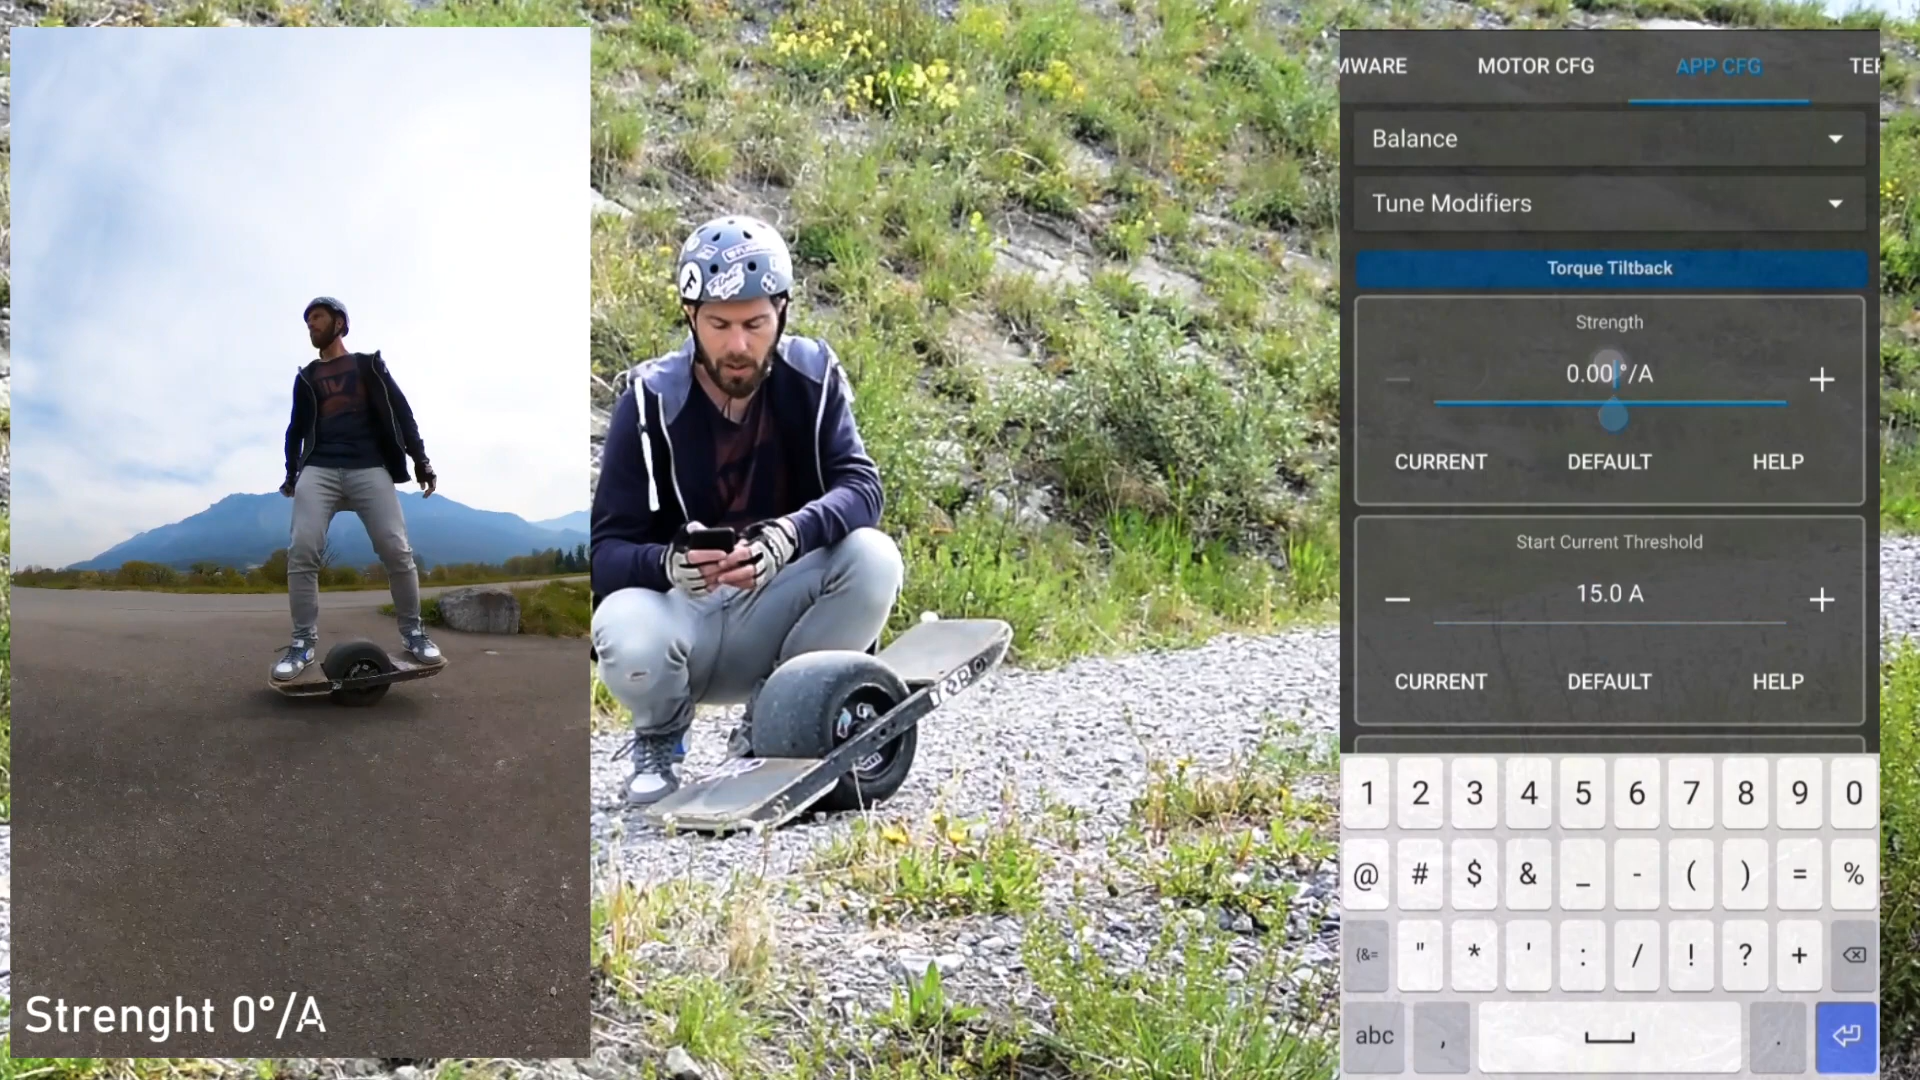 Strenght 0°/A
MWARE MOTOR CFG APP CFG TER
Balance
Tune Modifiers
Torque Tiltback
Strength
0.00 °/A
CURRENT DEFAULT HELP
Start Current Threshold
15.0 A
CURRENT DEFAULT HELP
1 2 3 4 5 6 7 8 9 0
@ # $ & _ - ( ) = %
{&= " * ' : / ! ? +
abc , .